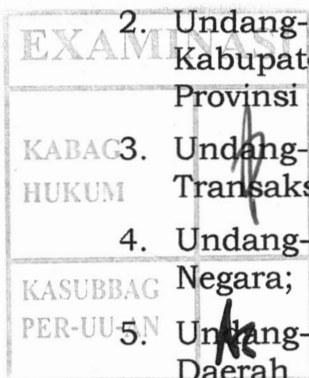 2. Undang-
EXAMINASI
Kabupat
Provinsi
KABAG
3. Undang-
HUKUM
Transaks
4. Undang-
KASUBBAG
Negara;
PER-UU-AN
5. Undang-
Daerah